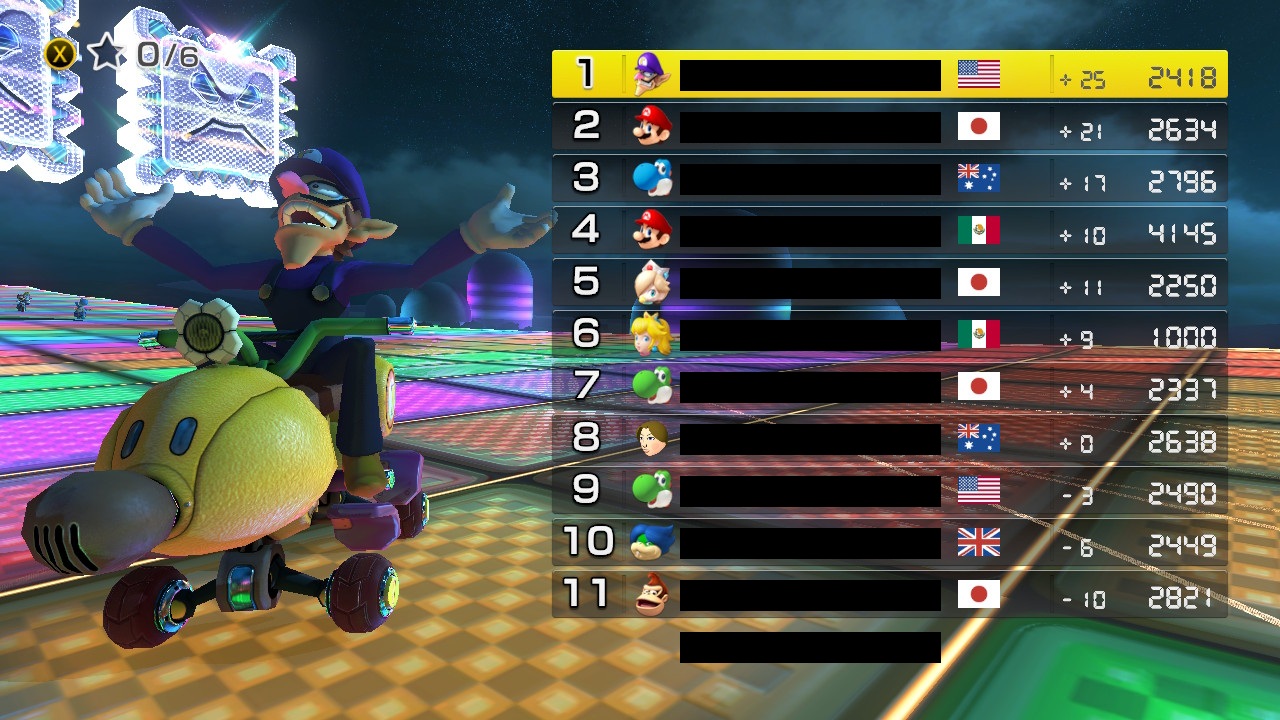 X 0/6
1 + 25 2418
2 + 21 2634
3 + 17 2796
4 + 10 4145
5 + 11 2250
6 + 9 1000
7 + 4 2337
8 + 0 2638
9 - 3 2490
10 - 6 2449
11 - 10 2821